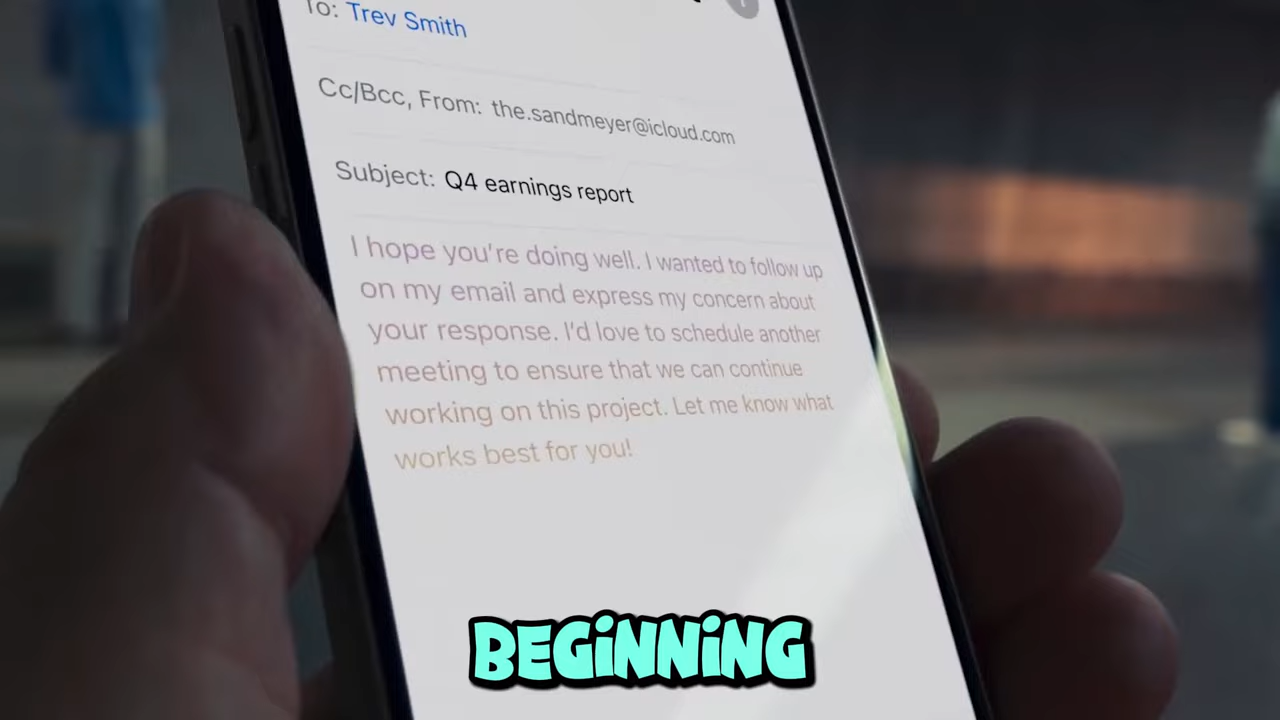 To: Trev Smith
Cc/Bcc, From: the.sandmeyer@icloud.com
Subject: Q4 earnings report
I hope you're doing well. I wanted to follow up
on my email and express my concern about
your response. I'd love to schedule another
meeting to ensure that we can continue
working on this project. Let me know what
works best for you!
BEGINNING